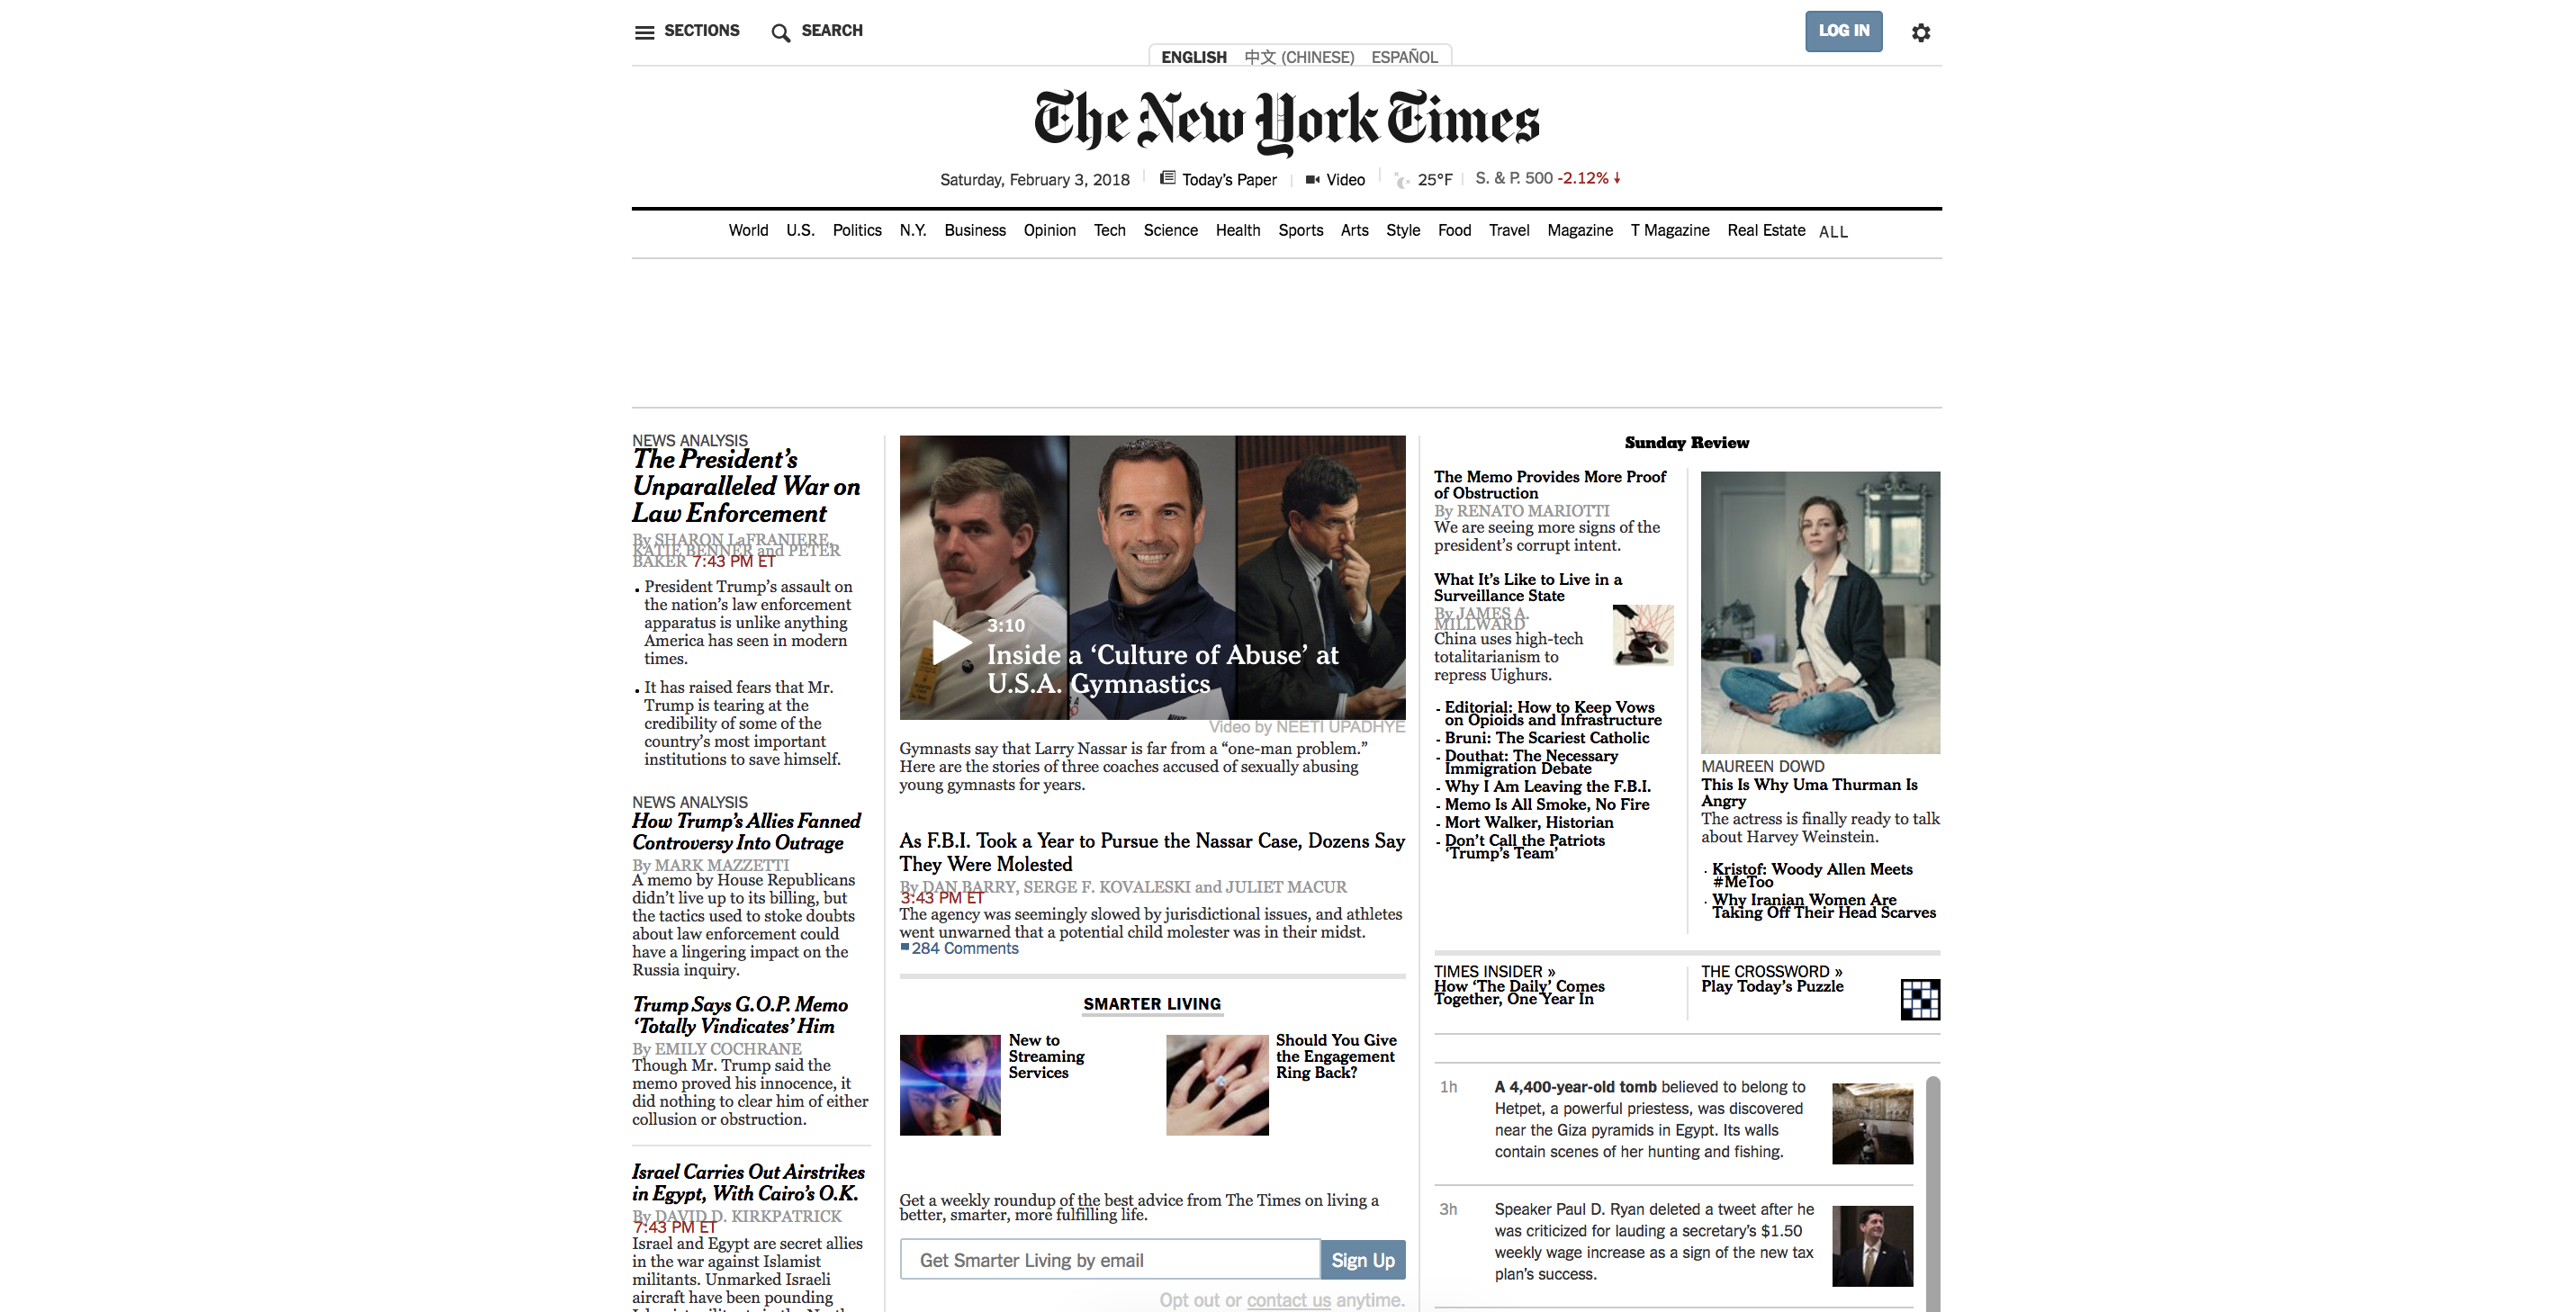 SECTIONS
SEARCH
LOG IN
ENGLISH 中文 (CHINESE) ESPAÑOL
The New York Times
Saturday, February 3, 2018
Today's Paper
Video
25°F
S. & P. 500 -2.12% ↓
World U.S. Politics N.Y. Business Opinion Tech Science Health Sports Arts Style Food Travel Magazine T Magazine Real Estate ALL
NEWS ANALYSIS
The President's
Unparalleled War on
Law Enforcement
By SHARON LaFRANIERE,
KATIE BENNER and PETER
BAKER 7:43 PM ET
President Trump's assault on
the nation's law enforcement
apparatus is unlike anything
America has seen in modern
times.
It has raised fears that Mr.
Trump is tearing at the
credibility of some of the
country's most important
institutions to save himself.
NEWS ANALYSIS
How Trump's Allies Fanned
Controversy Into Outrage
By MARK MAZZETTI
A memo by House Republicans
didn't live up to its billing, but
the tactics used to stoke doubts
about law enforcement could
have a lingering impact on the
Russia inquiry.
Trump Says G.O.P. Memo
'Totally Vindicates' Him
By EMILY COCHRANE
Though Mr. Trump said the
memo proved his innocence, it
did nothing to clear him of either
collusion or obstruction.
Israel Carries Out Airstrikes
in Egypt, With Cairo's O.K.
By DAVID D. KIRKPATRICK
7:43 PM ET
Israel and Egypt are secret allies
in the war against Islamist
militants. Unmarked Israeli
aircraft have been pounding
3:10
Inside a 'Culture of Abuse' at
U.S.A. Gymnastics
Video by NEETI UPADHYE
Gymnasts say that Larry Nassar is far from a "one-man problem."
Here are the stories of three coaches accused of sexually abusing
young gymnasts for years.
As F.B.I. Took a Year to Pursue the Nassar Case, Dozens Say
They Were Molested
By DAN BARRY, SERGE F. KOVALESKI and JULIET MACUR
3:43 PM ET
The agency was seemingly slowed by jurisdictional issues, and athletes
went unwarned that a potential child molester was in their midst.
284 Comments
SMARTER LIVING
New to
Streaming
Services
Should You Give
the Engagement
Ring Back?
Get a weekly roundup of the best advice from The Times on living a
better, smarter, more fulfilling life.
Get Smarter Living by email
Sign Up
Opt out or contact us anytime.
Sunday Review
The Memo Provides More Proof
of Obstruction
By RENATO MARIOTTI
We are seeing more signs of the
president's corrupt intent.
What It's Like to Live in a
Surveillance State
By JAMES A.
MILLWARD
China uses high-tech
totalitarianism to
repress Uighurs.
Editorial: How to Keep Vows
on Opioids and Infrastructure
Bruni: The Scariest Catholic
Douthat: The Necessary
Immigration Debate
Why I Am Leaving the F.B.I.
Memo Is All Smoke, No Fire
Mort Walker, Historian
Don't Call the Patriots
'Trump's Team'
MAUREEN DOWD
This Is Why Uma Thurman Is
Angry
The actress is finally ready to talk
about Harvey Weinstein.
Kristof: Woody Allen Meets
#MeToo
Why Iranian Women Are
Taking Off Their Head Scarves
TIMES INSIDER »
How 'The Daily' Comes
Together, One Year In
THE CROSSWORD »
Play Today's Puzzle
1h
A 4,400-year-old tomb believed to belong to
Hetpet, a powerful priestess, was discovered
near the Giza pyramids in Egypt. Its walls
contain scenes of her hunting and fishing.
3h
Speaker Paul D. Ryan deleted a tweet after he
was criticized for lauding a secretary's $1.50
weekly wage increase as a sign of the new tax
plan's success.